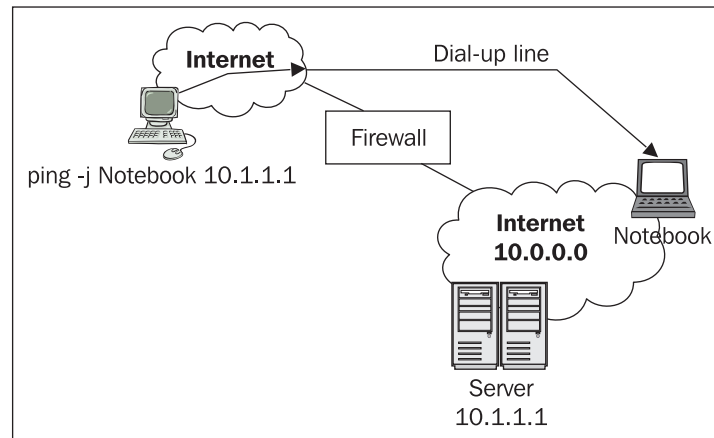 Internet
Dial-up line
Firewall
ping -j Notebook 10.1.1.1
Internet
10.0.0.0
Notebook
Server
10.1.1.1